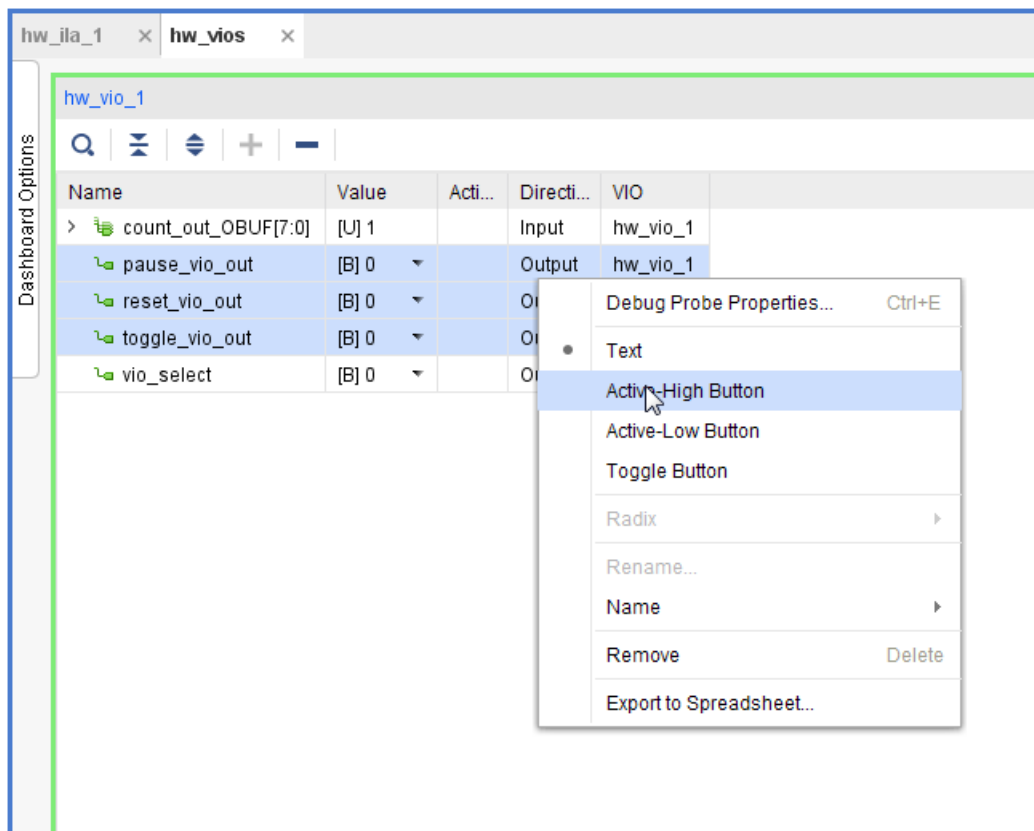 hw_ila_1 × hw_vios ×
Dashboard Options
hw_vio_1
Name Value Acti... Directi... VIO
count_out_OBUF[7:0] [U] 1 Input hw_vio_1
pause_vio_out [B] 0 Output hw_vio_1
reset_vio_out [B] 0
toggle_vio_out [B] 0
vio_select [B] 0
Debug Probe Properties... Ctrl+E
Text
Active-High Button
Active-Low Button
Toggle Button
Radix
Rename...
Name
Remove Delete
Export to Spreadsheet...